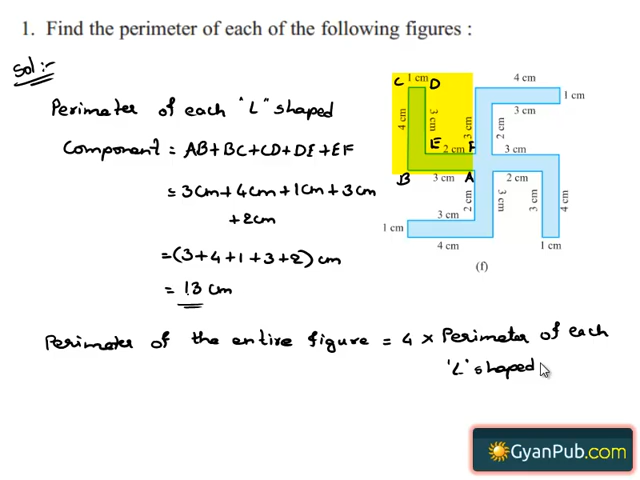 1. Find the perimeter of each of the following figures :
Sol:-
Perimeter of each "L" shaped
Component = AB+BC+CD+DE+EF
= 3cm+4cm+1cm+3cm
+2cm
=(3+4+1+3+2) cm
= 13 cm
C 1 cm D
4 cm
3 cm
E 2 cm F
B 3 cm A
3 cm
4 cm
1 cm
3 cm
2 cm
3 cm
2 cm
2 cm
3 cm
3 cm
4 cm
3 cm
1 cm
4 cm
1 cm
(f)
Perimeter of the entire figure = 4 × Perimeter of each
'L' shaped
GyanPub.com